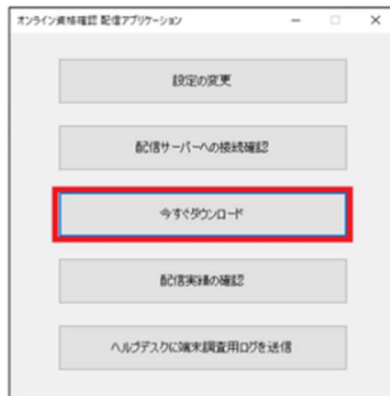 オンライン資格確認 配信アプリケーション
設定の変更
配信サーバーへの接続確認
今すぐダウンロード
配信実績の確認
ヘルプデスクに端末調査用ログを送信